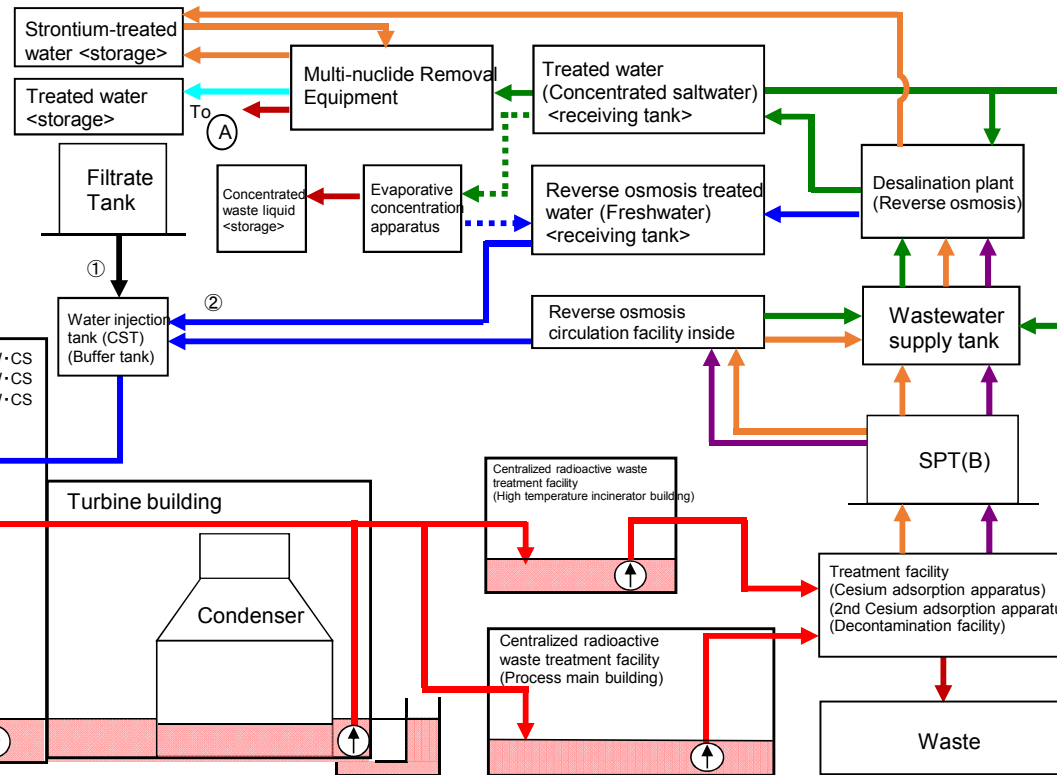 Strontium-treated
water <storage>
Multi-nuclide Removal
Equipment
Treated water
(Concentrated saltwater)
<receiving tank>
Treated water
<storage>
To
A
Filtrate
Tank
Concentrated
waste liquid
<storage>
Evaporative
concentration
apparatus
Reverse osmosis treated
water (Freshwater)
<receiving tank>
Desalination plant
(Reverse osmosis)
①
②
Water injection
tank (CST)
(Buffer tank)
Reverse osmosis
circulation facility inside
Wastewater
supply tank
・CS
・CS
・CS
SPT(B)
Turbine building
Centralized radioactive waste
treatment facility
(High temperature incinerator building)
Condenser
Treatment facility
(Cesium adsorption apparatus)
(2nd Cesium adsorption apparatu
(Decontamination facility)
Centralized radioactive
waste treatment facility
(Process main building)
Waste